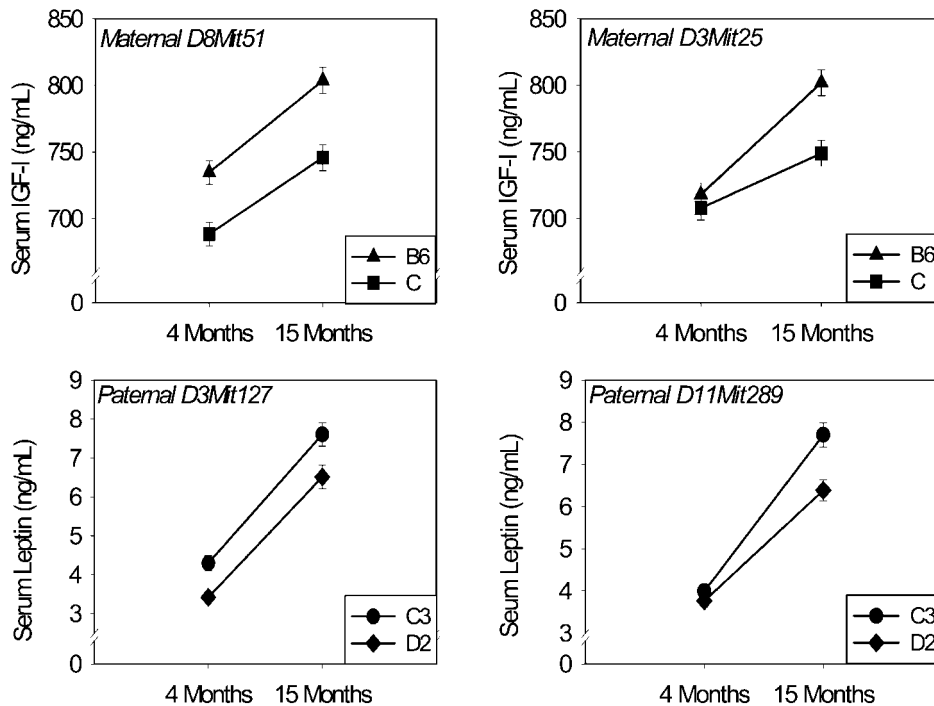 Maternal D8Mit51
Serum IGF-I (ng/mL)
850
800
750
700
0
B6
C
4 Months 15 Months
Maternal D3Mit25
Serum IGF-I (ng/mL)
850
800
750
700
0
B6
C
4 Months 15 Months
Paternal D3Mit127
Serum Leptin (ng/mL)
9
8
7
6
5
4
3
0
C3
D2
4 Months 15 Months
Paternal D11Mit289
Seum Leptin (ng/mL)
9
8
7
6
5
4
3
0
C3
D2
4 Months 15 Months